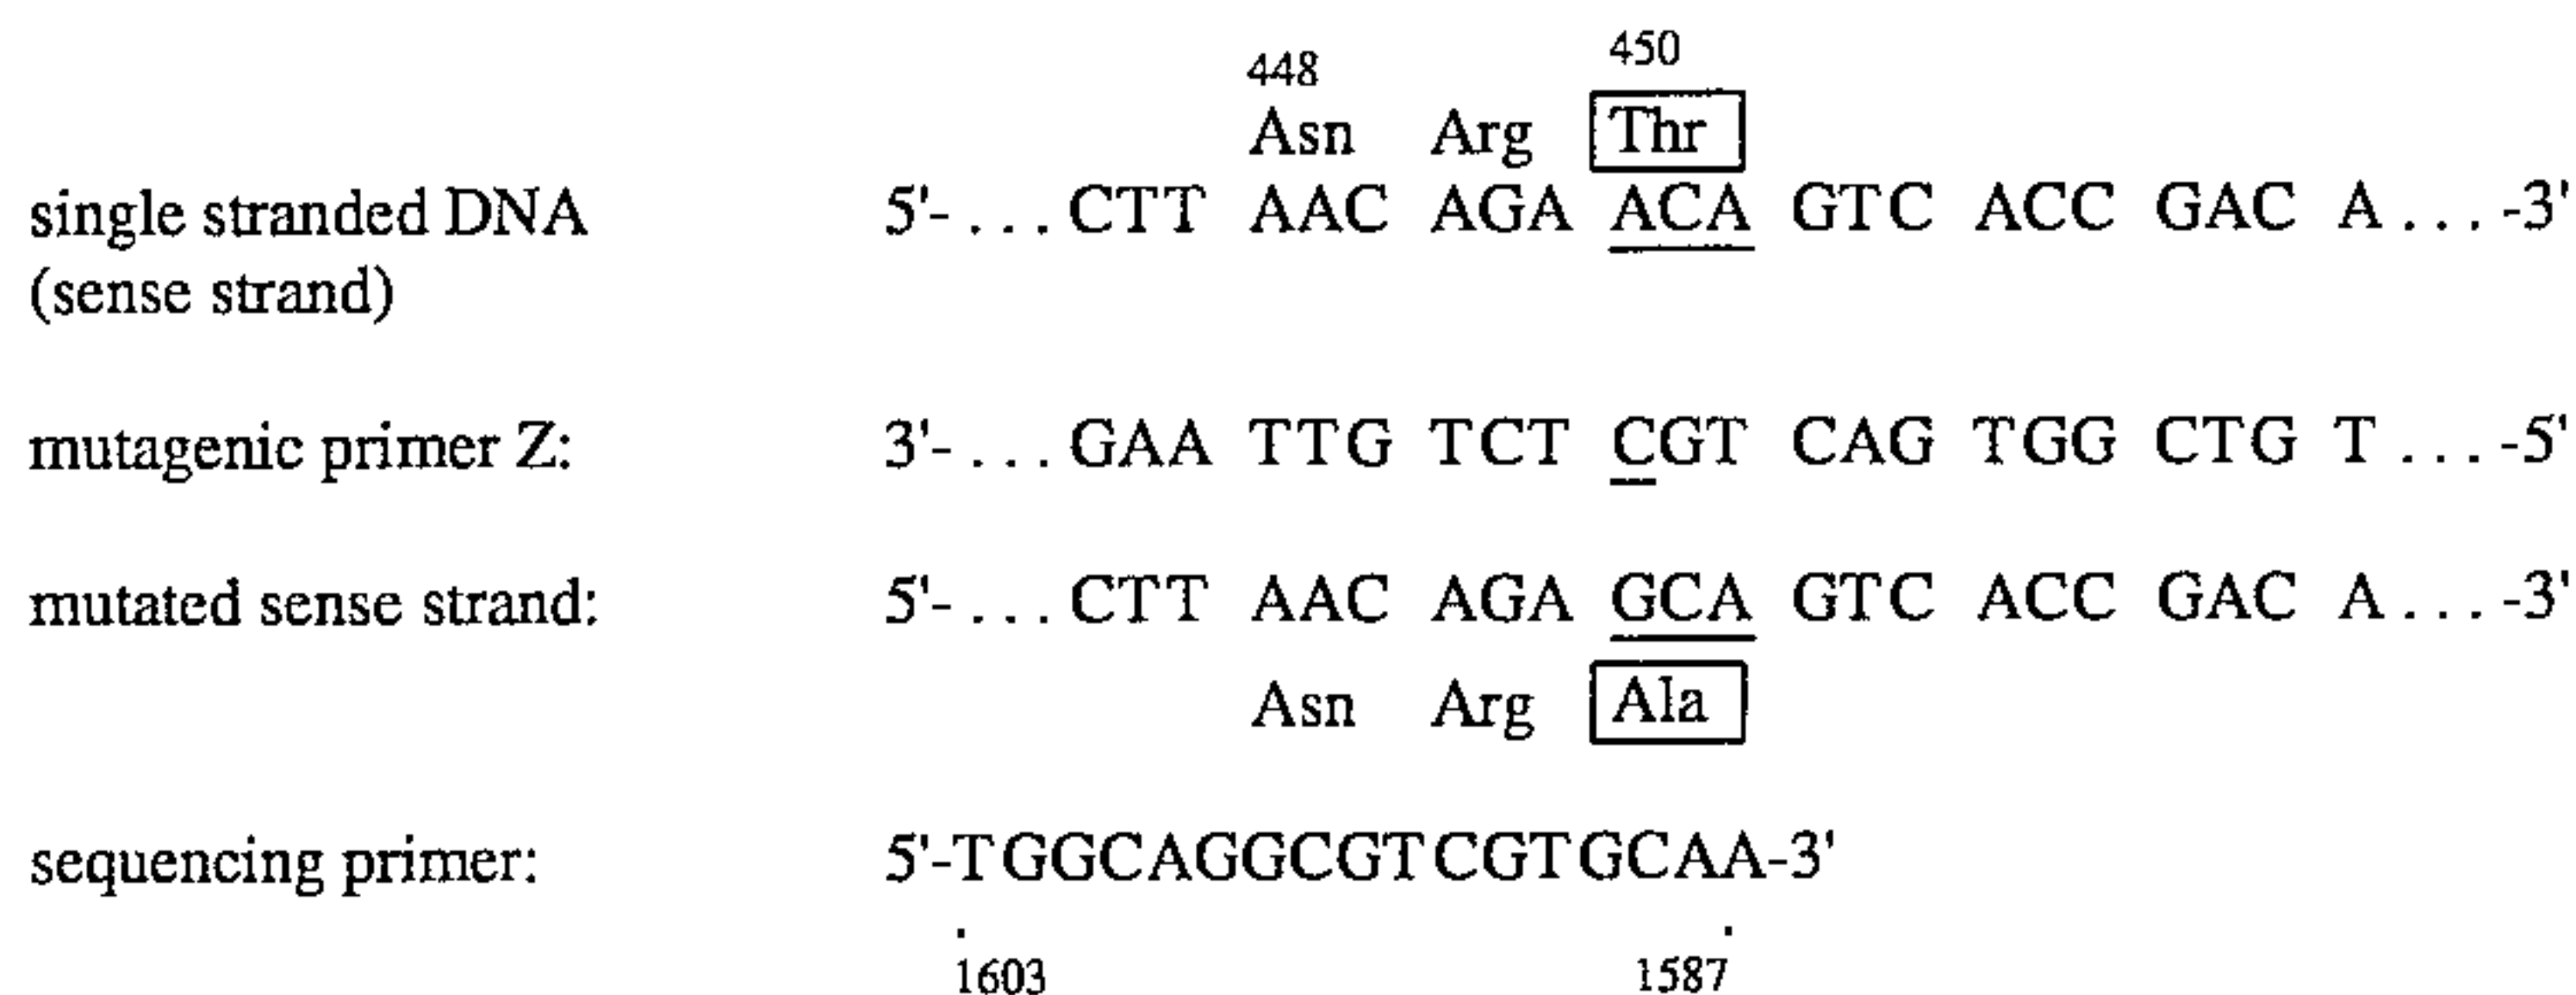 448 450
Asn Arg Thr
single stranded DNA 5'-...CTT AAC AGA ACA GTC ACC GAC A...-3'
(sense strand)
mutagenic primer Z: 3'-...GAA TTG TCT CGT CAG TGG CTG T...-5'
mutated sense strand: 5'-...CTT AAC AGA GCA GTC ACC GAC A...-3'
Asn Arg Ala
sequencing primer: 5'-TGGCAGGCGTCGTGCAA-3'
. .
1603 1587